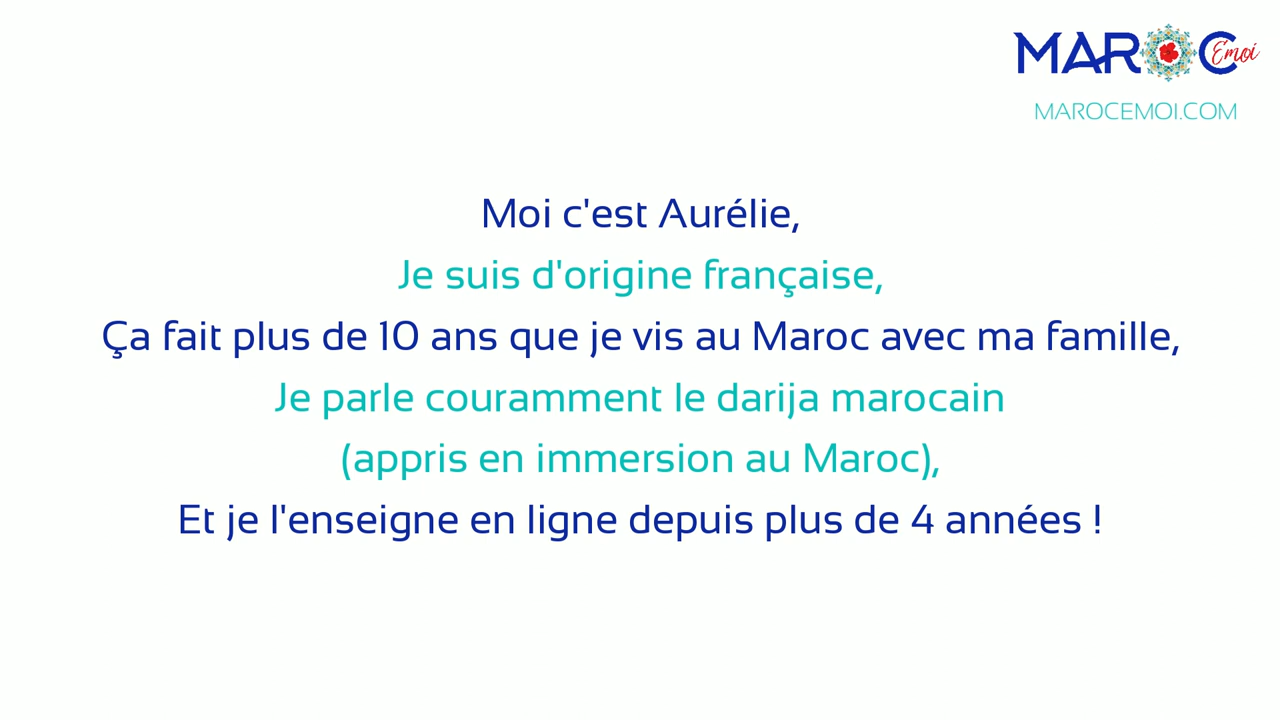 MAROC Emoi
MAROCEMOI.COM
Moi c'est Aurélie,
Je suis d'origine française,
Ça fait plus de 10 ans que je vis au Maroc avec ma famille,
Je parle couramment le darija marocain
(appris en immersion au Maroc),
Et je l'enseigne en ligne depuis plus de 4 années !